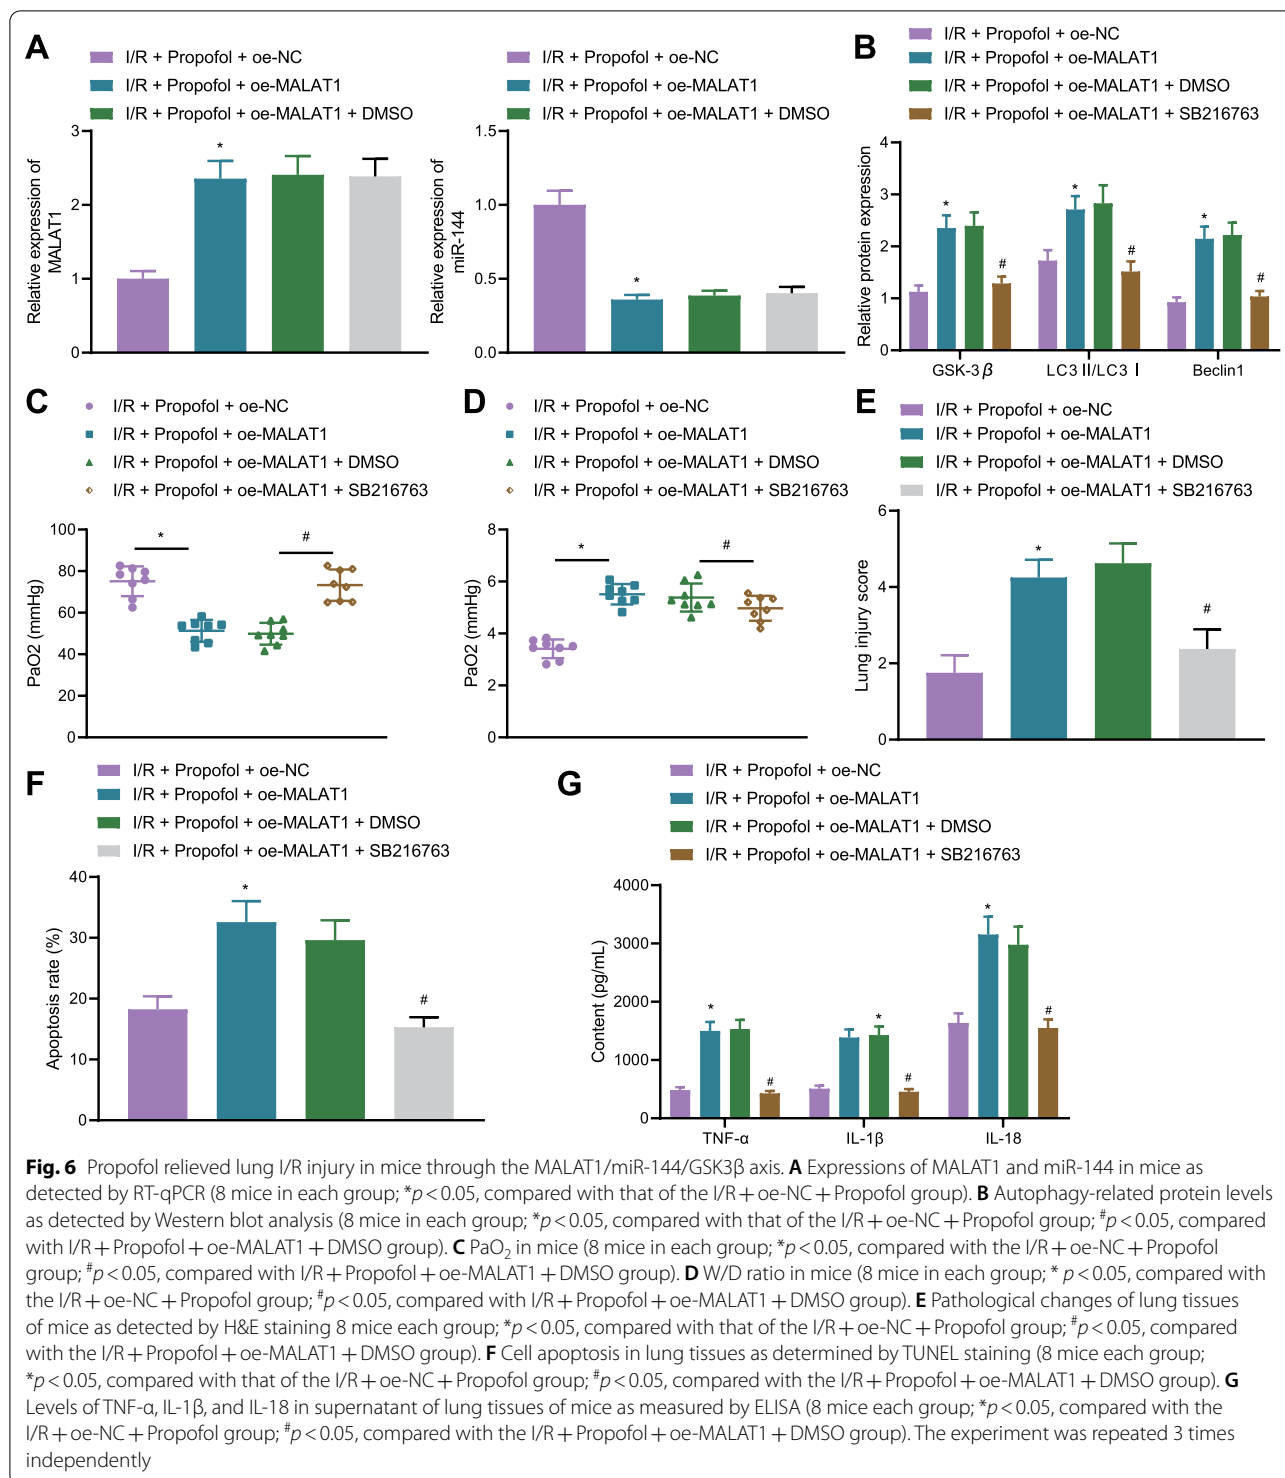 A
I/R + Propofol + oe-NC
I/R + Propofol + oe-MALAT1
I/R + Propofol + oe-MALAT1 + DMSO
Relative expression of
MALAT1
3
2
1
0
*
I/R + Propofol + oe-NC
I/R + Propofol + oe-MALAT1
I/R + Propofol + oe-MALAT1 + DMSO
Relative expression of
miR-144
1.5
1.0
0.5
0.0
*
B
I/R + Propofol + oe-NC
I/R + Propofol + oe-MALAT1
I/R + Propofol + oe-MALAT1 + DMSO
I/R + Propofol + oe-MALAT1 + SB216763
Relative protein expression
4
3
2
1
0
* # * # * #
GSK-3β LC3 II/LC3 I Beclin1
C
I/R + Propofol + oe-NC
I/R + Propofol + oe-MALAT1
I/R + Propofol + oe-MALAT1 + DMSO
I/R + Propofol + oe-MALAT1 + SB216763
PaO2 (mmHg)
100
80
60
40
20
0
* #
D
I/R + Propofol + oe-NC
I/R + Propofol + oe-MALAT1
I/R + Propofol + oe-MALAT1 + DMSO
I/R + Propofol + oe-MALAT1 + SB216763
PaO2 (mmHg)
8
6
4
2
0
* #
E
I/R + Propofol + oe-NC
I/R + Propofol + oe-MALAT1
I/R + Propofol + oe-MALAT1 + DMSO
I/R + Propofol + oe-MALAT1 + SB216763
Lung injury score
6
4
2
0
* #
F
I/R + Propofol + oe-NC
I/R + Propofol + oe-MALAT1
I/R + Propofol + oe-MALAT1 + DMSO
I/R + Propofol + oe-MALAT1 + SB216763
Apoptosis rate (%)
40
30
20
10
0
* #
G
I/R + Propofol + oe-NC
I/R + Propofol + oe-MALAT1
I/R + Propofol + oe-MALAT1 + DMSO
I/R + Propofol + oe-MALAT1 + SB216763
Content (pg/mL)
4000
3000
2000
1000
0
* # * # * #
TNF-α IL-1β IL-18
Fig. 6 Propofol relieved lung I/R injury in mice through the MALAT1/miR-144/GSK3β axis. A Expressions of MALAT1 and miR-144 in mice as
detected by RT-qPCR (8 mice in each group; *p < 0.05, compared with that of the I/R + oe-NC + Propofol group). B Autophagy-related protein levels
as detected by Western blot analysis (8 mice in each group; *p < 0.05, compared with that of the I/R + oe-NC + Propofol group; #p < 0.05, compared
with I/R + Propofol + oe-MALAT1 + DMSO group). C PaO2 in mice (8 mice in each group; *p < 0.05, compared with the I/R + oe-NC + Propofol
group; #p < 0.05, compared with I/R + Propofol + oe-MALAT1 + DMSO group). D W/D ratio in mice (8 mice in each group; * p < 0.05, compared with
the I/R + oe-NC + Propofol group; #p < 0.05, compared with I/R + Propofol + oe-MALAT1 + DMSO group). E Pathological changes of lung tissues
of mice as detected by H&E staining 8 mice each group; *p < 0.05, compared with that of the I/R + oe-NC + Propofol group; #p < 0.05, compared
with the I/R + Propofol + oe-MALAT1 + DMSO group). F Cell apoptosis in lung tissues as determined by TUNEL staining (8 mice each group;
*p < 0.05, compared with that of the I/R + oe-NC + Propofol group; #p < 0.05, compared with the I/R + Propofol + oe-MALAT1 + DMSO group). G
Levels of TNF-α, IL-1β, and IL-18 in supernatant of lung tissues of mice as measured by ELISA (8 mice each group; *p < 0.05, compared with the
I/R + oe-NC + Propofol group; #p < 0.05, compared with the I/R + Propofol + oe-MALAT1 + DMSO group). The experiment was repeated 3 times
independently